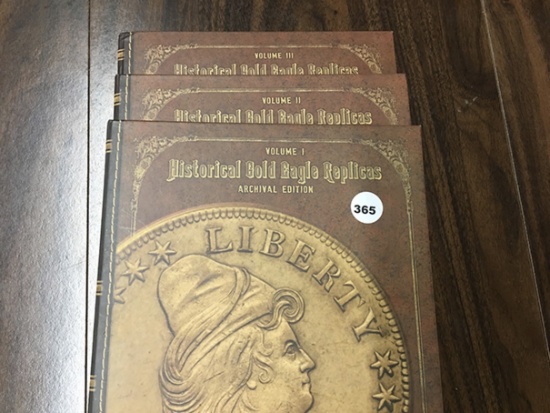 VOLUME III
Historical Gold Eagle Replicas
VOLUME II
Historical Gold Eagle Replicas
VOLUME I
Historical Gold Eagle Replicas
ARCHIVAL EDITION
365
LIBERTY